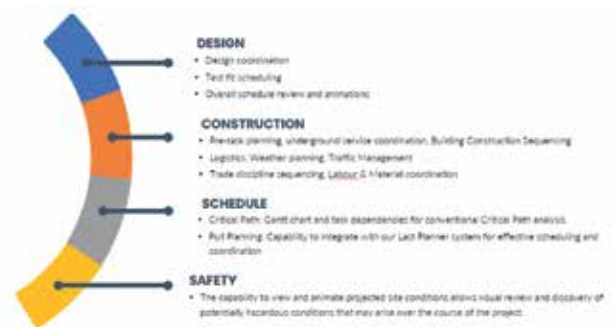 DESIGN
• Design coordination
• Test fit scheduling
• Overall schedule review and animations
CONSTRUCTION
• Pre-task planning, underground service coordination, Building Construction Sequencing
• Logistics, Weather planning, Traffic Management
• Trade discipline sequencing, Labour & Material coordination
SCHEDULE
• Critical Path: Gantt chart and task dependencies for conventional Critical Path analysis.
• Pull Planning: Capability to integrate with our Last Planner system for effective scheduling and
coordination
SAFETY
• The capability to view and animate projected site conditions allows visual review and discovery of
potentially hazardous conditions that may arise over the course of the project.